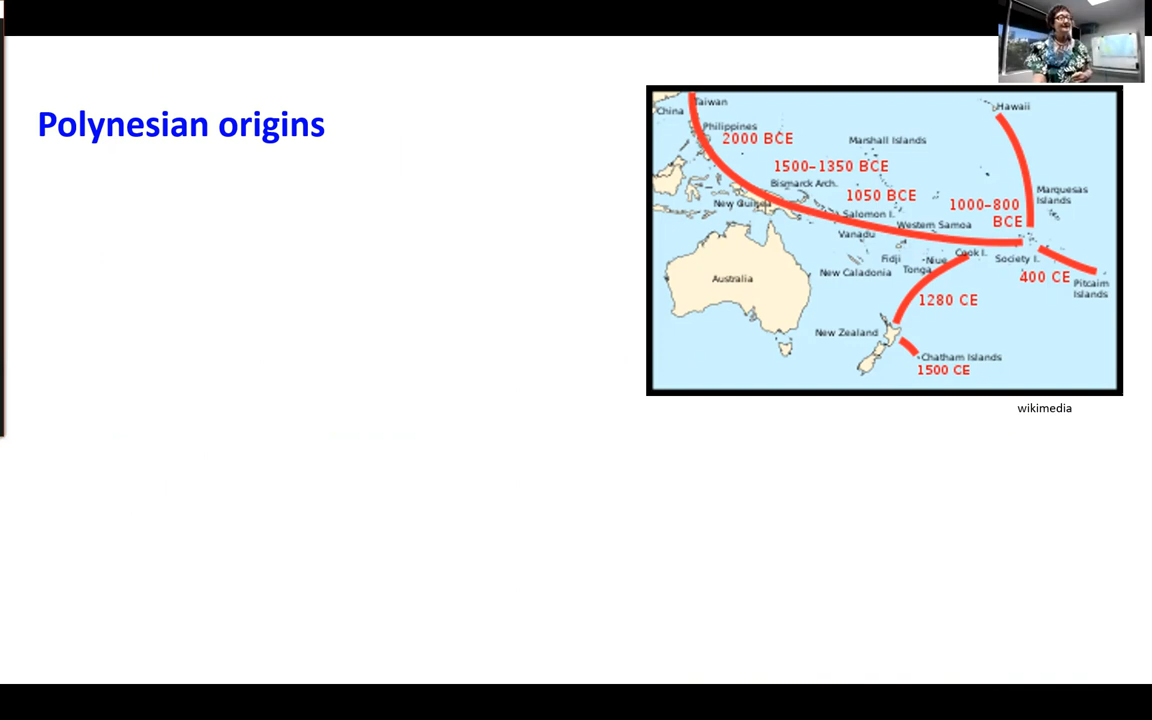 Polynesian origins
Taiwan
China
Hawaii
Philippines
2000 BCE
Marshall Islands
1500–1350 BCE
Bismarck Arch.
1050 BCE
Marquesas
Islands
New Guinea
1000–800
BCE
Salomon I.
Western Samoa
Vanadu
Cook I.
Fidji
Niue
Society I.
Tonga
New Caledonia
Australia
400 CE
Pitcairn
Islands
1280 CE
New Zealand
Chatham Islands
1500 CE
wikimedia